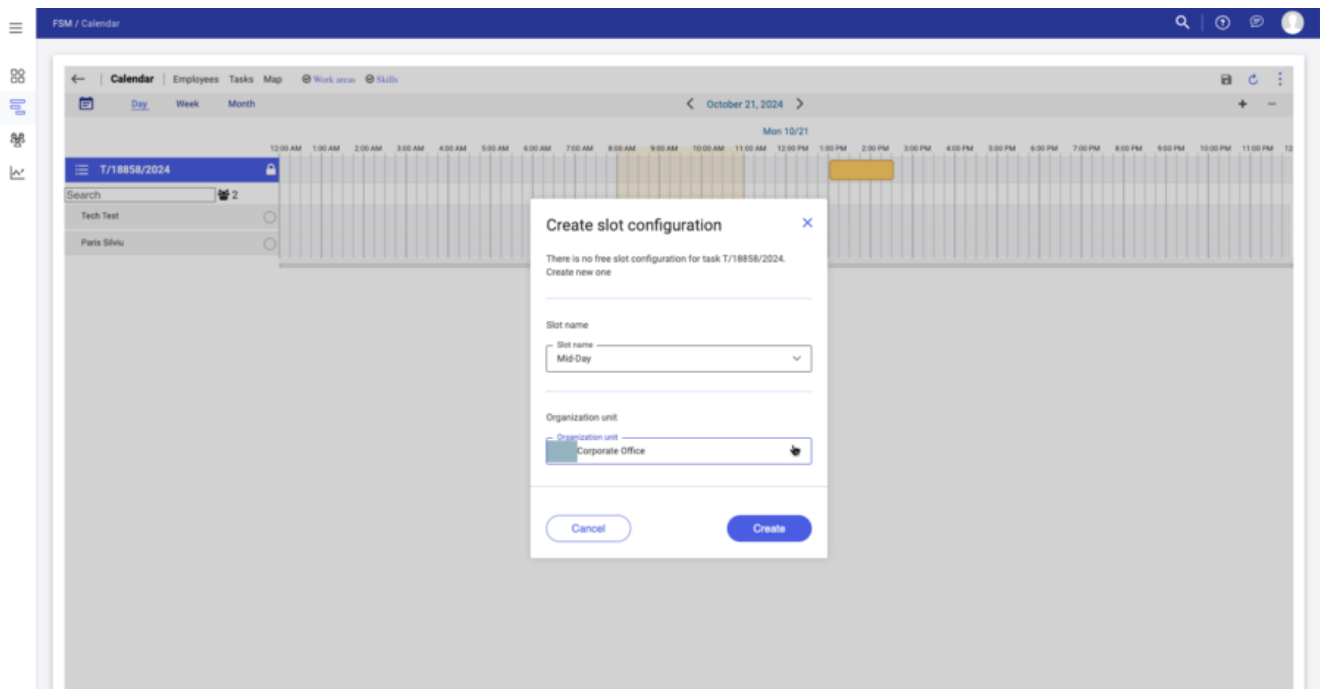 FSM / Calendar
Calendar Employees Tasks Map Work areas Skills
Day Week Month October 21, 2024
Mon 10/21
12:00 AM 1:00 AM 2:00 AM 3:00 AM 4:00 AM 5:00 AM 6:00 AM 7:00 AM 8:00 AM 9:00 AM 10:00 AM 11:00 AM 12:00 PM 1:00 PM 2:00 PM 3:00 PM 4:00 PM 5:00 PM 6:00 PM 7:00 PM 8:00 PM 9:00 PM 10:00 PM 11:00 PM 12
T/18858/2024
Search 2
Tech Test
Paris Silviu
Create slot configuration
There is no free slot configuration for task T/18858/2024.
Create new one
Slot name
Slot name
Mid-Day
Organization unit
Organization unit
Corporate Office
Cancel Create